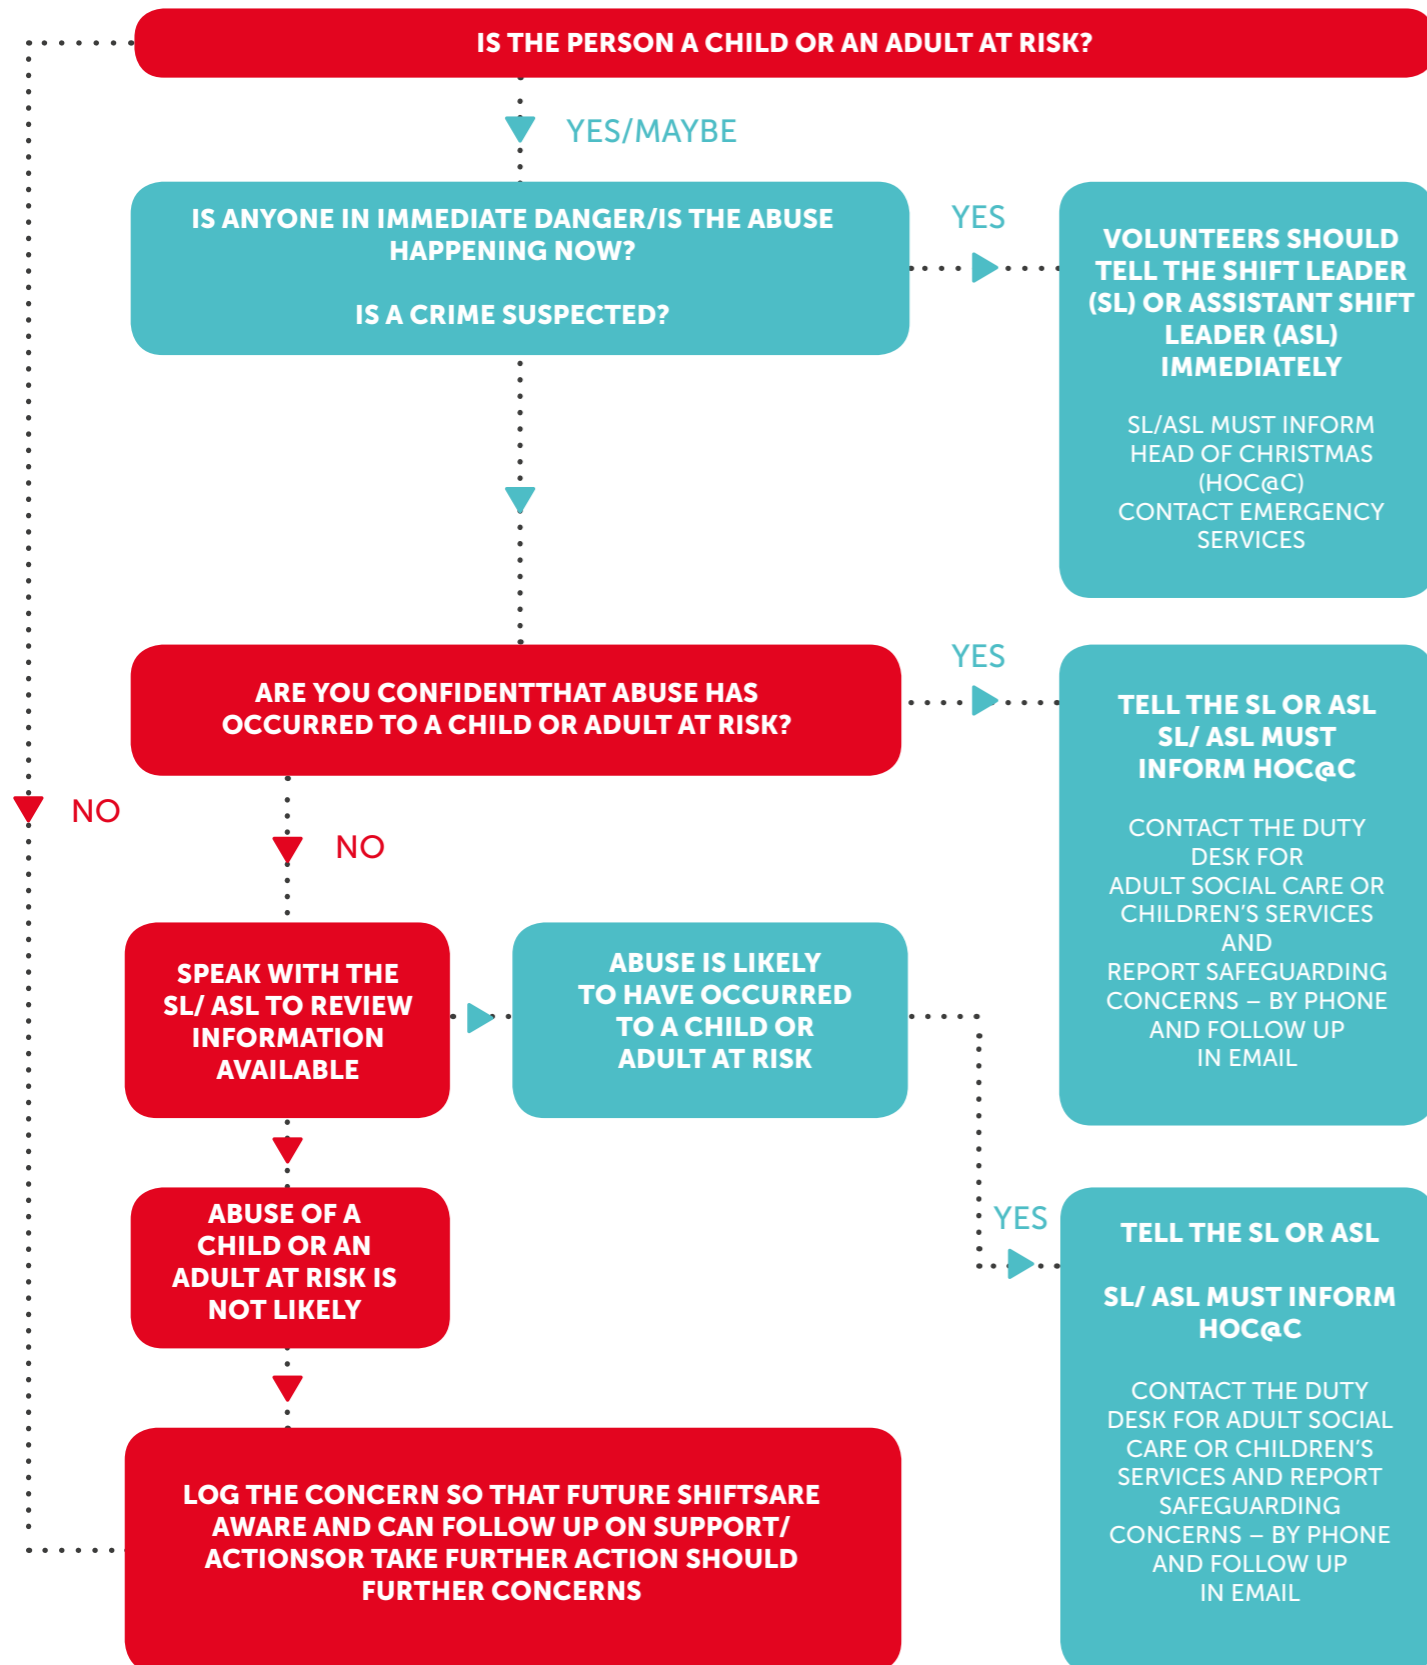 IS THE PERSON A CHILD OR AN ADULT AT RISK?
YES/MAYBE
IS ANYONE IN IMMEDIATE DANGER/IS THE ABUSE
HAPPENING NOW?
IS A CRIME SUSPECTED?
YES
VOLUNTEERS SHOULD
TELL THE SHIFT LEADER
(SL) OR ASSISTANT SHIFT
LEADER (ASL)
IMMEDIATELY
SL/ASL MUST INFORM
HEAD OF CHRISTMAS
(HOC@C)
CONTACT EMERGENCY
SERVICES
ARE YOU CONFIDENTTHAT ABUSE HAS
OCCURRED TO A CHILD OR ADULT AT RISK?
YES
TELL THE SL OR ASL
SL/ ASL MUST
INFORM HOC@C
CONTACT THE DUTY
DESK FOR
ADULT SOCIAL CARE OR
CHILDREN'S SERVICES
AND
REPORT SAFEGUARDING
CONCERNS – BY PHONE
AND FOLLOW UP
IN EMAIL
NO
NO
SPEAK WITH THE
SL/ ASL TO REVIEW
INFORMATION
AVAILABLE
ABUSE IS LIKELY
TO HAVE OCCURRED
TO A CHILD OR
ADULT AT RISK
YES
TELL THE SL OR ASL
SL/ ASL MUST INFORM
HOC@C
CONTACT THE DUTY
DESK FOR ADULT SOCIAL
CARE OR CHILDREN'S
SERVICES AND REPORT
SAFEGUARDING
CONCERNS – BY PHONE
AND FOLLOW UP
IN EMAIL
ABUSE OF A
CHILD OR AN
ADULT AT RISK IS
NOT LIKELY
LOG THE CONCERN SO THAT FUTURE SHIFTSARE
AWARE AND CAN FOLLOW UP ON SUPPORT/
ACTIONSOR TAKE FURTHER ACTION SHOULD
FURTHER CONCERNS